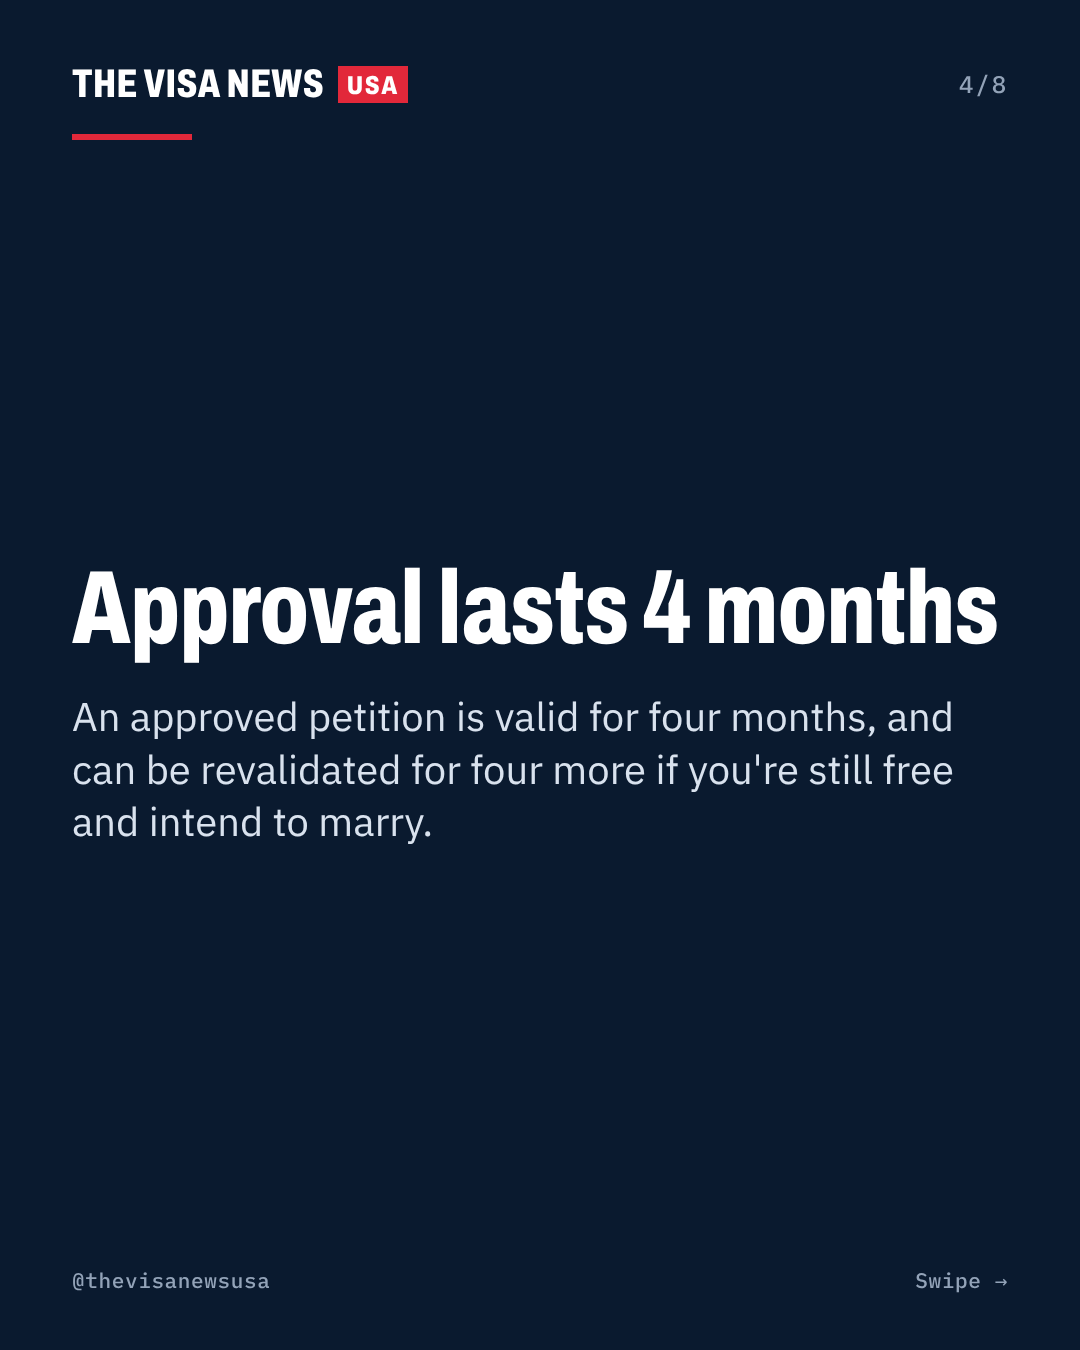 THE VISA NEWS USA
4/8
Approval lasts 4 months
An approved petition is valid for four months, and
can be revalidated for four more if you're still free
and intend to marry.
@thevisanewsusa
Swipe →